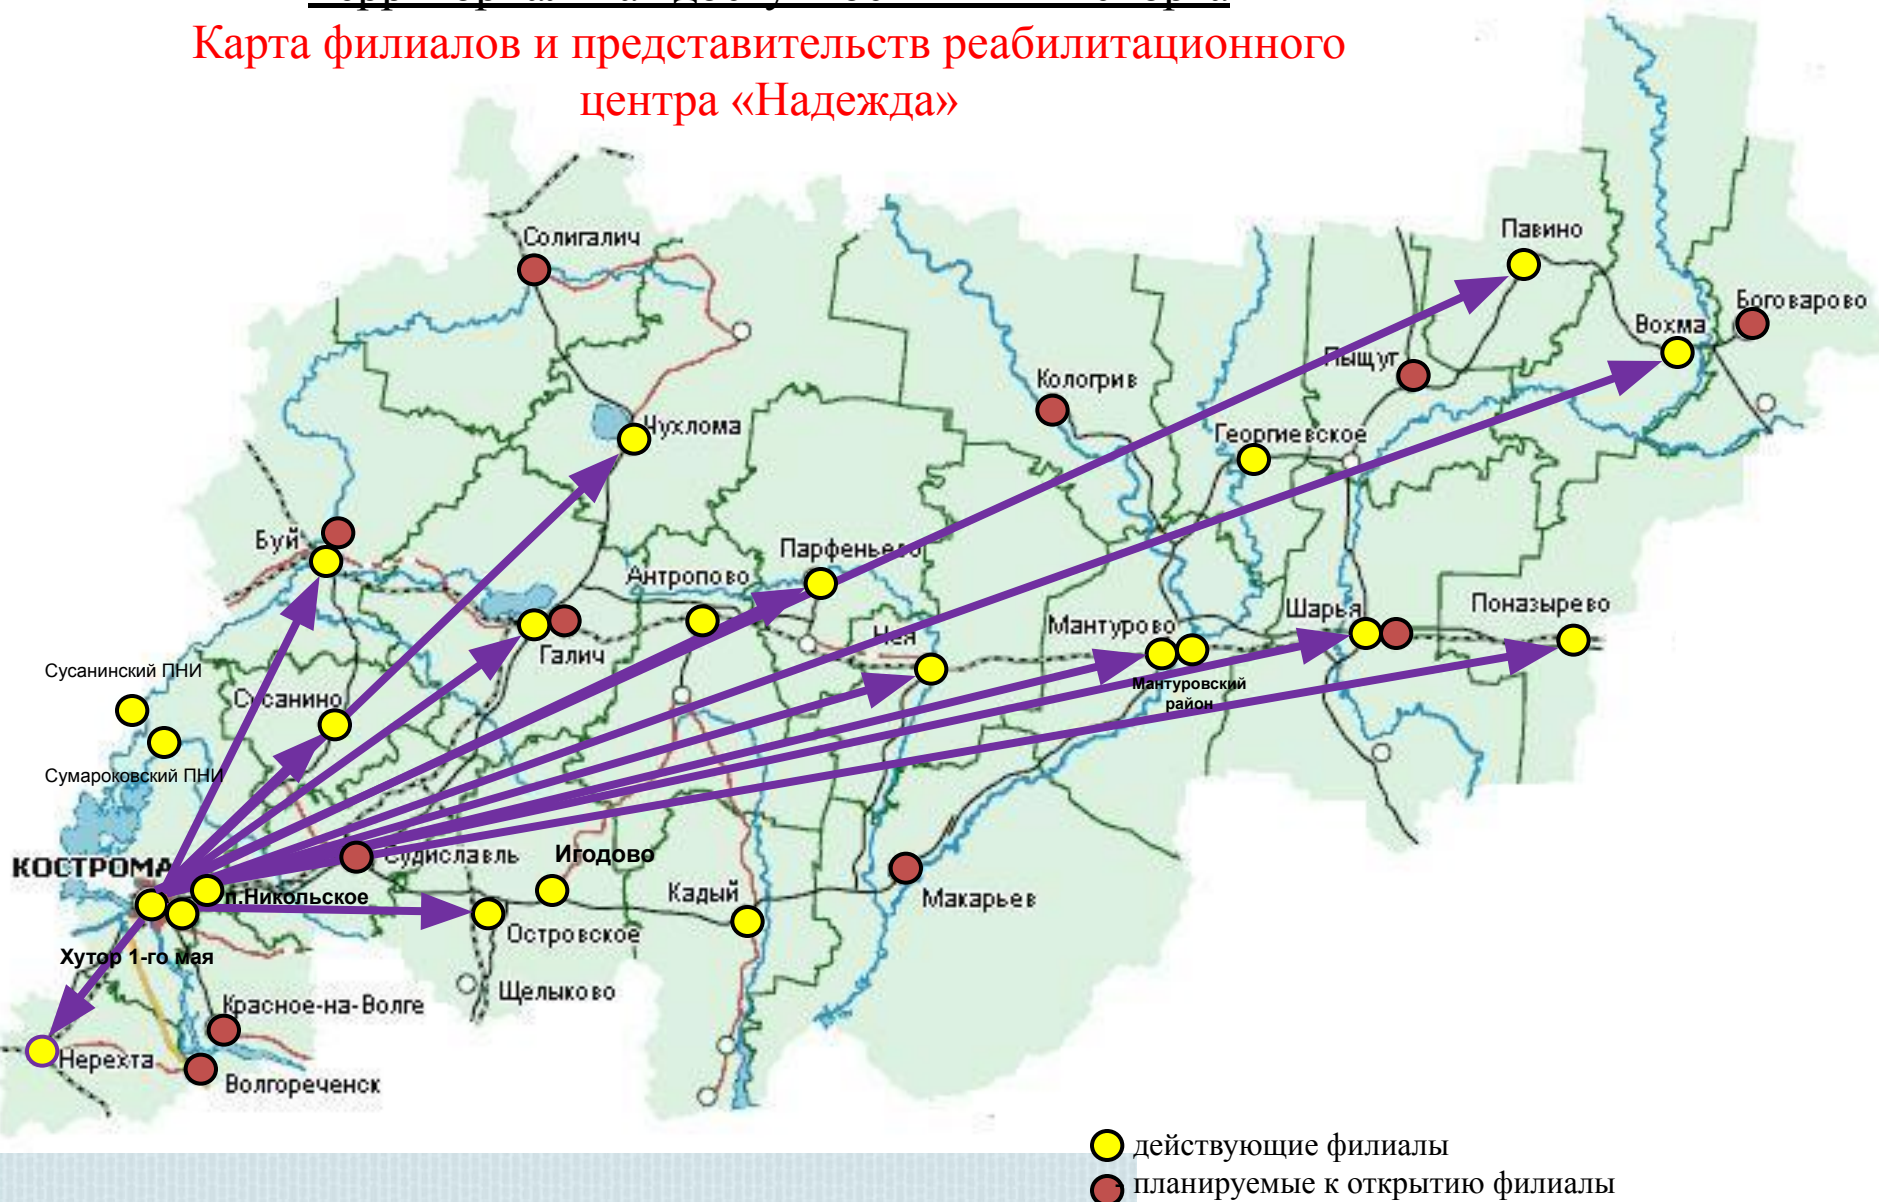 Карта филиалов и представительств реабилитационного
центра «Надежда»
Солигалич
Павино
Боговарово
Вохма
Пыщуг
Кологрив
Чухлома
Георгиевское
Буй
Парфеньево
Антропово
Поназырево
Шарья
Мантурово
Нея
Галич
Сусанинский ПНИ
Мантуровский
район
Сусанино
Сумароковский ПНИ
КОСТРОМА
Судиславль
Игодово
п.Никольское
Кадый
Макарьев
Островское
Хутор 1-го мая
Щелыково
Красное-на-Волге
Нерехта
Волгореченск
действующие филиалы
- планируемые к открытию филиалы